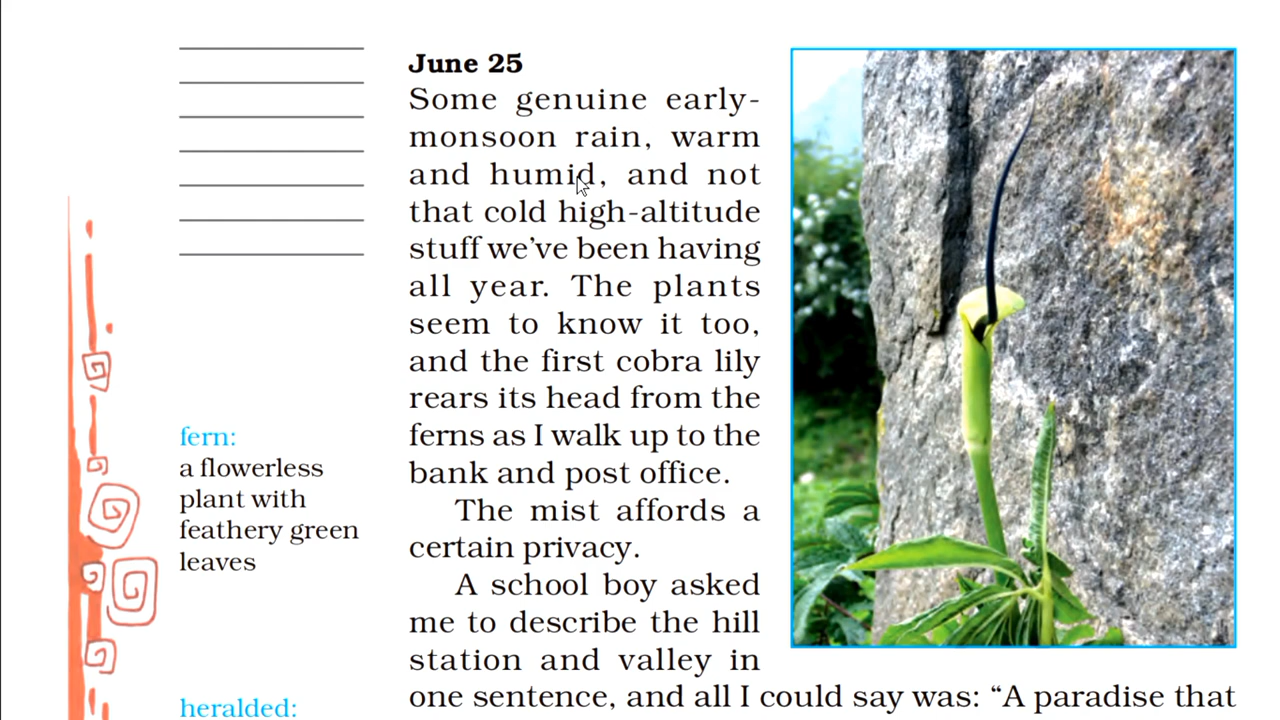 June 25
Some genuine early-
monsoon rain, warm
and humid, and not
that cold high-altitude
stuff we've been having
all year. The plants
seem to know it too,
and the first cobra lily
rears its head from the
ferns as I walk up to the
bank and post office.
The mist affords a
certain privacy.
A school boy asked
me to describe the hill
station and valley in
one sentence, and all I could say was: “A paradise that
fern:
a flowerless
plant with
feathery green
leaves
heralded: